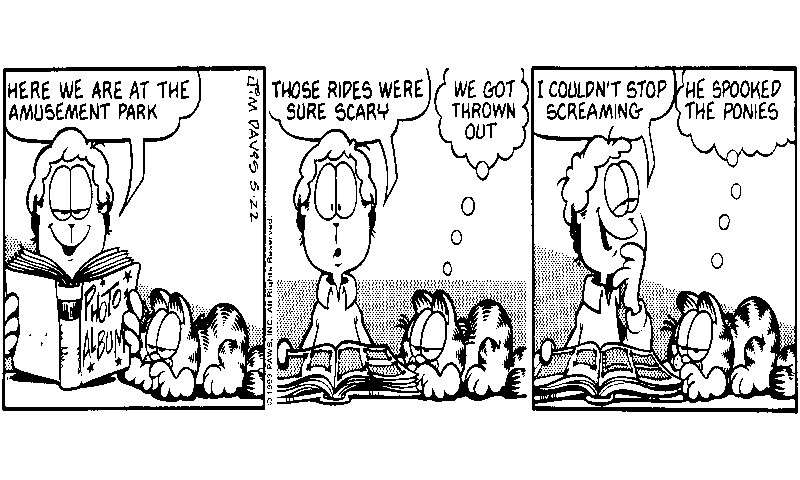 HERE WE ARE AT THE
AMUSEMENT PARK
PHOTO
ALBUM
JIM DAVIS 5-22
© 1993 PAWS, INC. All Rights Reserved.
THOSE RIDES WERE
SURE SCARY
WE GOT
THROWN
OUT
I COULDN'T STOP
SCREAMING
HE SPOOKED
THE PONIES